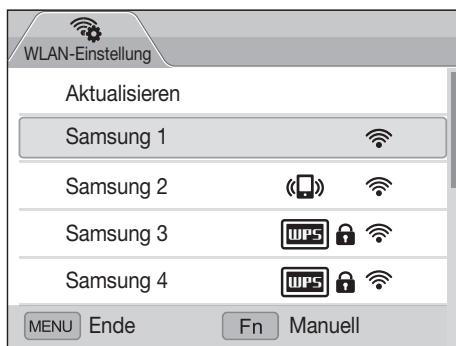 WLAN-Einstellung
Aktualisieren
Samsung 1
Samsung 2
Samsung 3 WPS
Samsung 4 WPS
MENU Ende Fn Manuell